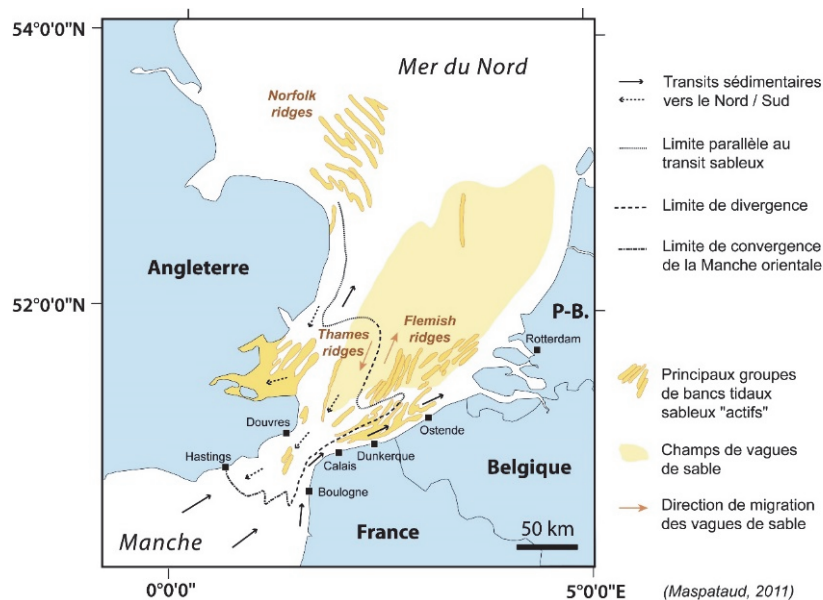 54°0'0"N
Mer du Nord
Norfolk
ridges
Angleterre
52°0'0"N
P-B.
Thames
ridges
Flemish
ridges
Rotterdam
Douvres
Ostende
Hastings
Dunkerque
Calais
Belgique
Boulogne
France
50 km
Manche
0°0'0"
5°0'0"E
Transits sédimentaires
vers le Nord / Sud
Limite parallèle au
transit sableux
Limite de divergence
Limite de convergence
de la Manche orientale
Principaux groupes
de bancs tidaux
sableux "actifs"
Champs de vagues
de sable
Direction de migration
des vagues de sable
(Maspataud, 2011)